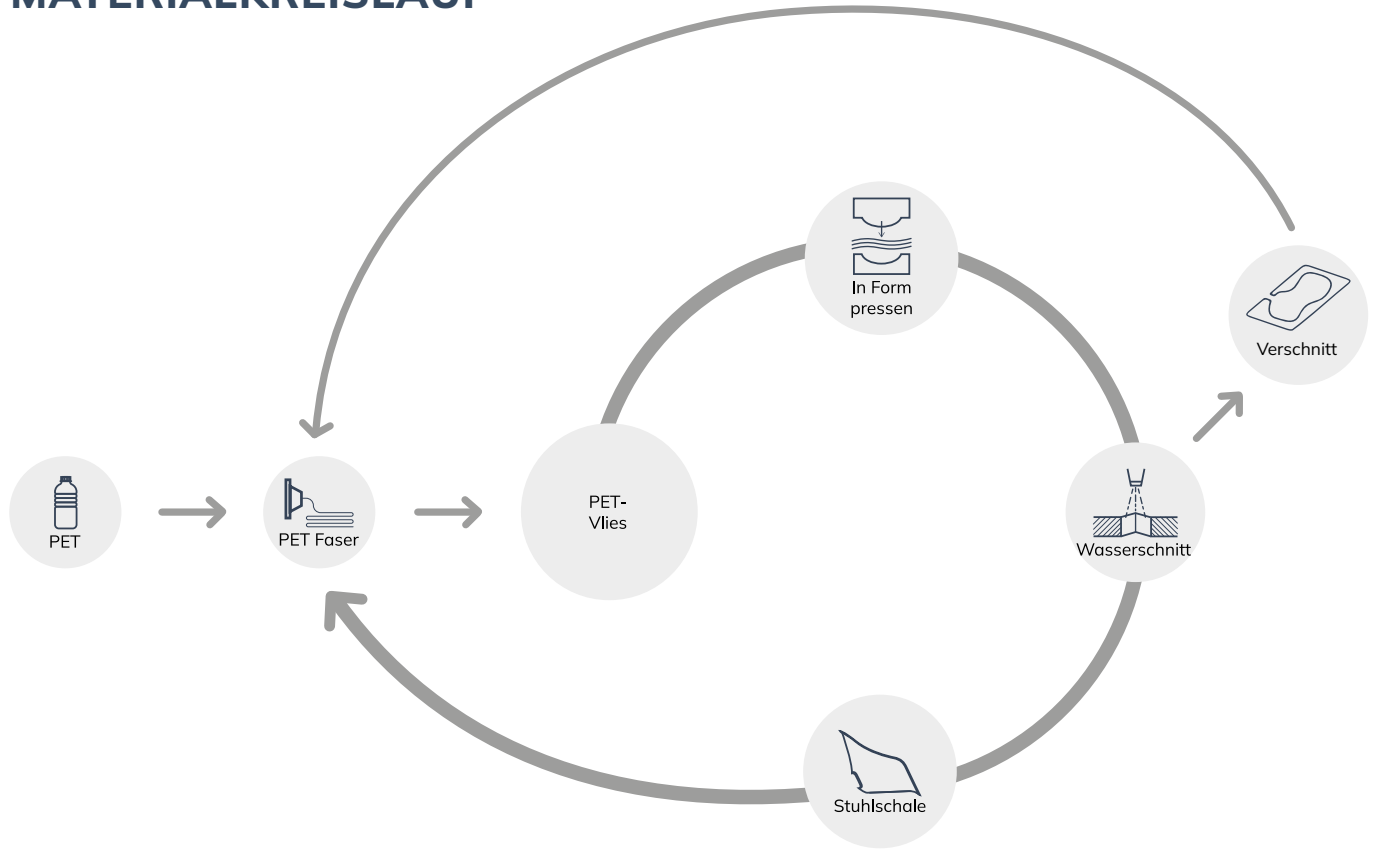 MATERIALKREISLAUF
In Form
pressen
Verschnitt
PET
PET Faser
PET-
Vlies
Wasserschnitt
Stuhlschale